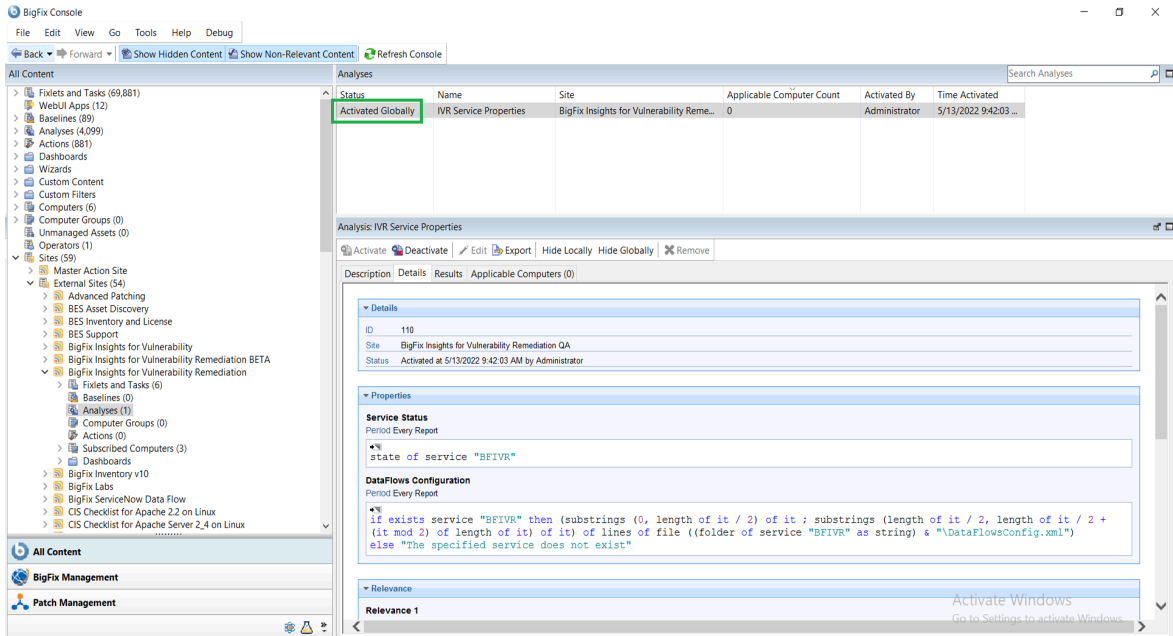 BigFix Console
File Edit View Go Tools Help Debug
Back Forward Show Hidden Content Show Non-Relevant Content Refresh Console
All Content
Fixlets and Tasks (69,881)
WebUI Apps (12)
Baselines (89)
Analyses (4,099)
Actions (881)
Dashboards
Wizards
Custom Content
Custom Filters
Computers (6)
Computer Groups (0)
Unmanaged Assets (0)
Operators (1)
Sites (59)
Master Action Site
External Sites (54)
Advanced Patching
BES Asset Discovery
BES Inventory and License
BES Support
BigFix Insights for Vulnerability
BigFix Insights for Vulnerability Remediation BETA
BigFix Insights for Vulnerability Remediation
Fixlets and Tasks (6)
Baselines (0)
Analyses (1)
Computer Groups (0)
Actions (0)
Subscribed Computers (3)
Dashboards
BigFix Inventory v10
BigFix Labs
BigFix ServiceNow Data Flow
CIS Checklist for Apache 2.2 on Linux
CIS Checklist for Apache Server 2_4 on Linux
All Content
BigFix Management
Patch Management
Analyses
Search Analyses
Status Name Site Applicable Computer Count Activated By Time Activated
Activated Globally IVR Service Properties BigFix Insights for Vulnerability Reme... 0 Administrator 5/13/2022 9:42:03 ...
Analysis: IVR Service Properties
Activate Deactivate Edit Export Hide Locally Hide Globally Remove
Description Details Results Applicable Computers (0)
Details
ID 110
Site BigFix Insights for Vulnerability Remediation QA
Status Activated at 5/13/2022 9:42:03 AM by Administrator
Properties
Service Status
Period Every Report
state of service "BFIVR"
DataFlows Configuration
Period Every Report
if exists service "BFIVR" then (substrings (0, length of it / 2) of it ; substrings (length of it / 2, length of it / 2 +
(it mod 2) of length of it) of it) of lines of file ((folder of service "BFIVR" as string) & "\DataFlowsConfig.xml")
else "The specified service does not exist"
Relevance
Relevance 1
Activate Windows
Go to Settings to activate Windows.